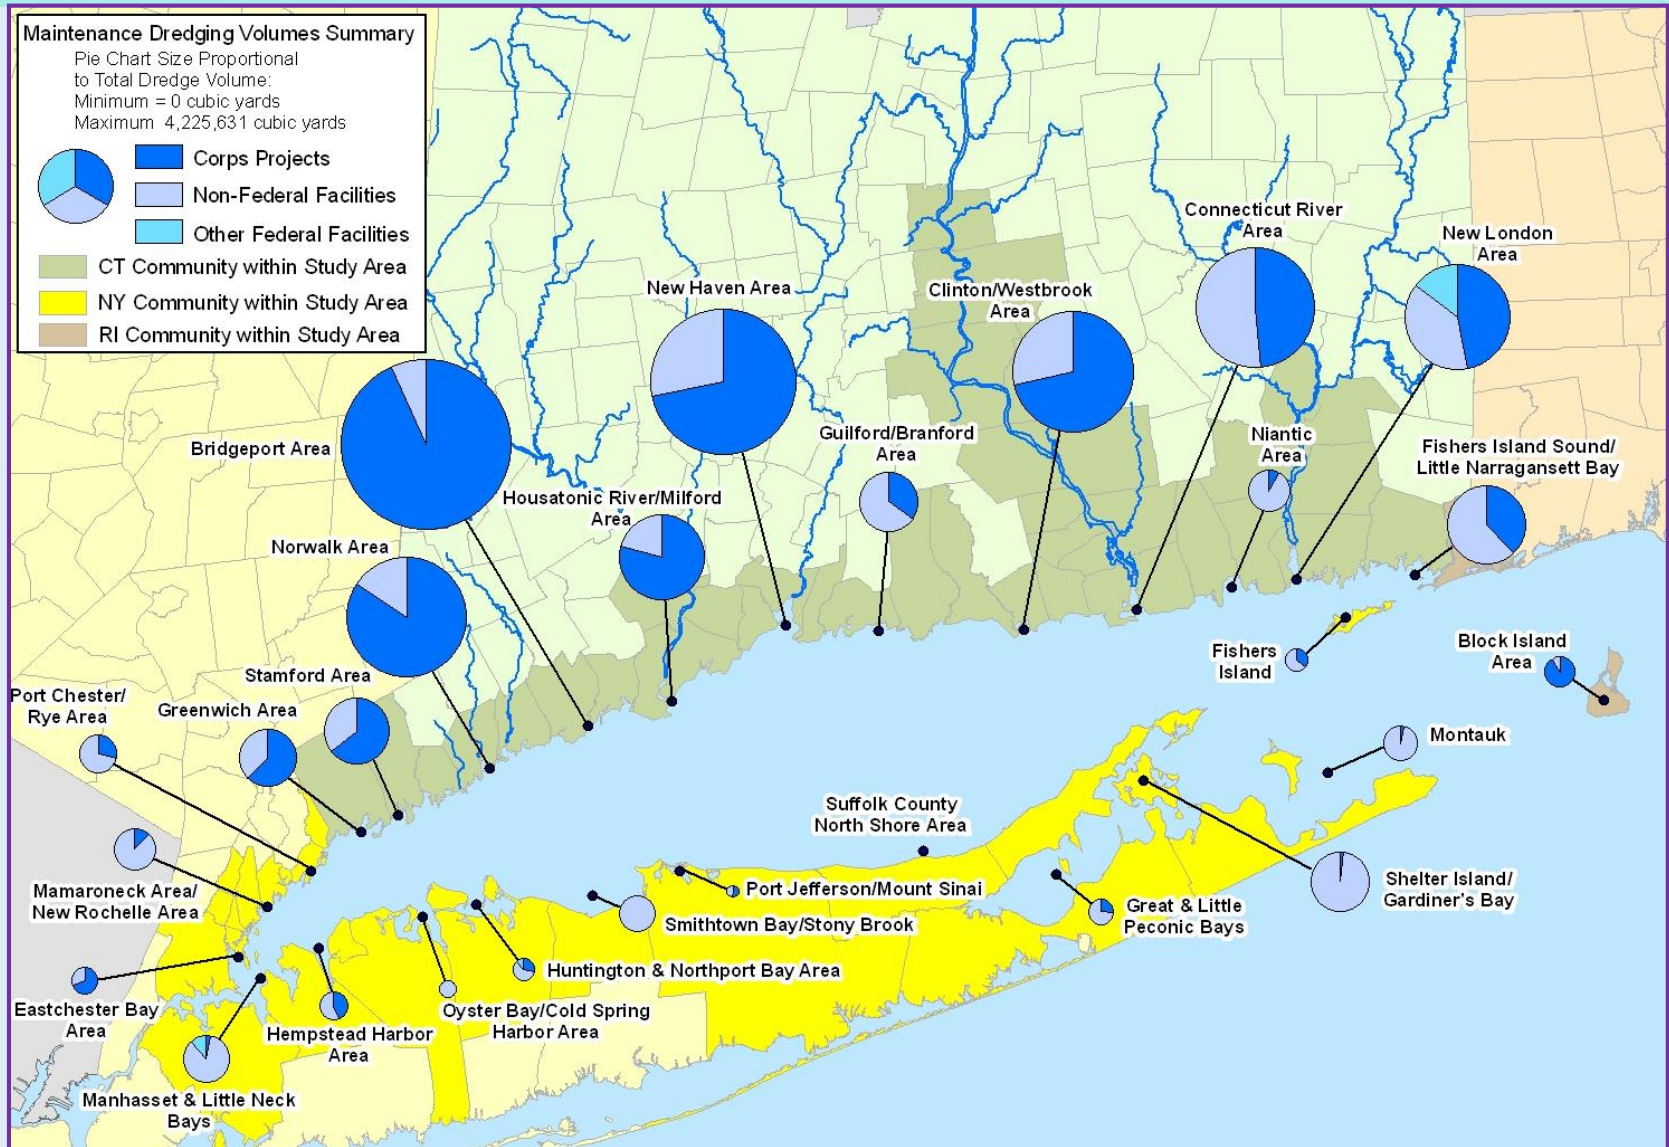 Maintenance Dredging Volumes Summary
Pie Chart Size Proportional
to Total Dredge Volume:
Minimum = 0 cubic yards
Maximum 4,225,631 cubic yards
Corps Projects
Non-Federal Facilities
Other Federal Facilities
CT Community within Study Area
NY Community within Study Area
RI Community within Study Area
Connecticut River
Area
New London
Area
New Haven Area
Clinton/Westbrook
Area
Bridgeport Area
Guilford/Branford
Area
Niantic
Area
Fishers Island Sound/
Little Narragansett Bay
Housatonic River/Milford
Area
Norwalk Area
Stamford Area
Greenwich Area
Port Chester/
Rye Area
Fishers
Island
Block Island
Area
Montauk
Suffolk County
North Shore Area
Mamaroneck Area/
New Rochelle Area
Port Jefferson/Mount Sinai
Smithtown Bay/Stony Brook
Shelter Island/
Gardiner's Bay
Great & Little
Peconic Bays
Huntington & Northport Bay Area
Oyster Bay/Cold Spring
Harbor Area
Eastchester Bay
Area
Hempstead Harbor
Area
Manhasset & Little Neck
Bays